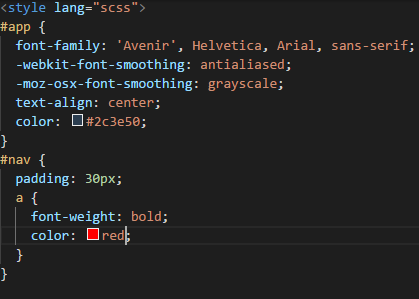 <style lang="scss">
#app {
  font-family: 'Avenir', Helvetica, Arial, sans-serif;
  -webkit-font-smoothing: antialiased;
  -moz-osx-font-smoothing: grayscale;
  text-align: center;
  color: #2c3e50;
}
#nav {
  padding: 30px;
  a {
    font-weight: bold;
    color: red;
  }
}